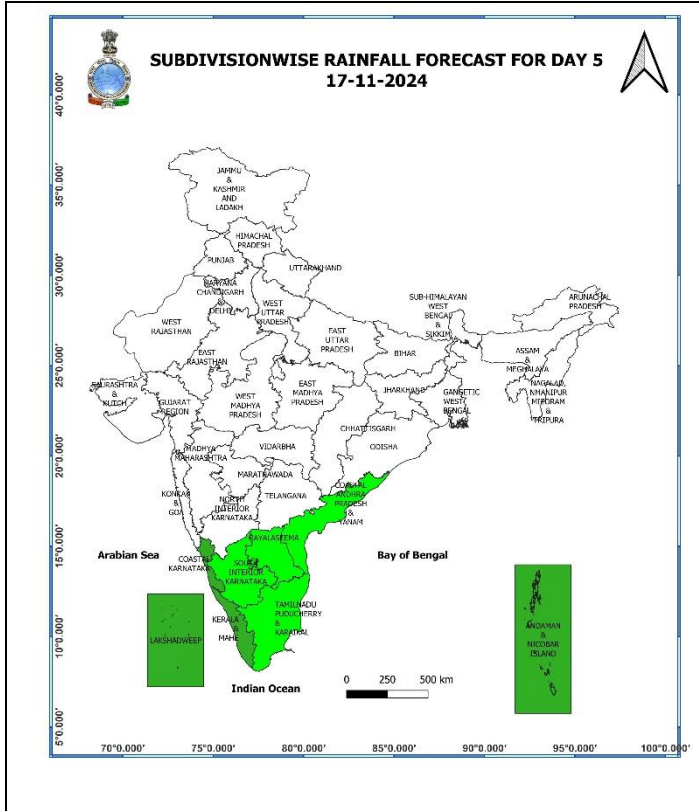 SUBDIVISIONWISE RAINFALL FORECAST FOR DAY 5
17-11-2024
40°0.000'
35°0.000'
30°0.000'
25°0.000'
20°0.000'
15°0.000'
10°0.000'
5°0.000'
JAMMU
&
KASHMIR
AND
LADAKH
HIMACHAL
PRADESH
PUNJAB
UTTARAKHAND
HARYANA
CHANDIGARH
&
DELHI
WEST
UTTAR
PRADESH
SUB-HIMALAYAN
WEST
BENGAL
&
SIKKIM
ARUNACHAL
PRADESH
WEST
RAJASTHAN
EAST
RAJASTHAN
EAST
UTTAR
PRADESH
BIHAR
ASSAM
&
MEGHALAYA
NAGALAD,
NMANIPUR
MIZORAM
&
TRIPURA
SAURASHTRA
&
KUTCH
GUJARAT
REGION
WEST
MADHYA
PRADESH
EAST
MADHYA
PRADESH
JHARKHAND
GANGETIC
WEST
BENGAL
CHHATTISGARH
ODISHA
MADHYA
MAHARASHTRA
VIDARBHA
MARATHWADA
KONKAN
&
GOA
NORTH
INTERIOR
KARNATAKA
TELANGANA
COASTAL
ANDHRA
PRADESH
&
YANAM
RAYALASEEMA
Arabian Sea
Bay of Bengal
COASTAL
KARNATAKA
SOUTH
INTERIOR
KARNATAKA
TAMILNADU
PUDUCHERRY
&
KARAIKAL
KERALA
&
MAHE
LAKSHADWEEP
ANDAMAN
&
NICOBAR
ISLAND
Indian Ocean
0 250 500 km
70°0.000' 75°0.000' 80°0.000' 85°0.000' 90°0.000' 95°0.000' 100°0.000'